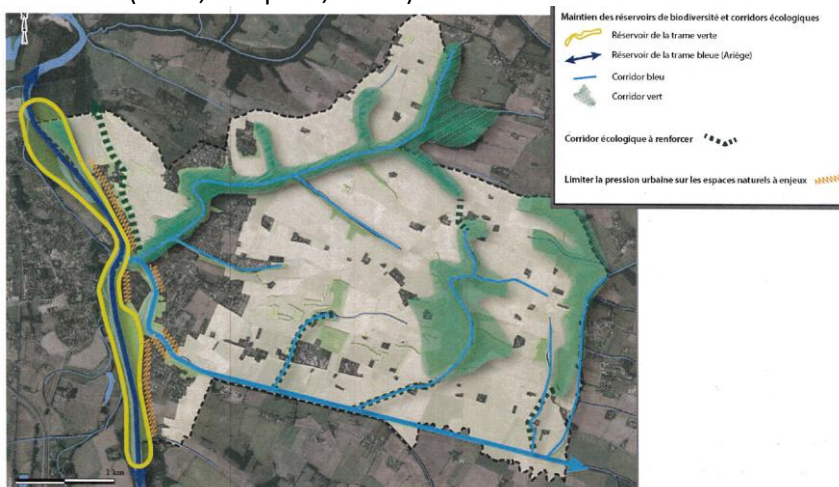 Maintien des réservoirs de biodiversité et corridors écologiques
Réservoir de la trame verte
Réservoir de la trame bleue (Ariège)
Corridor bleu
Corridor vert
Corridor écologique à renforcer
Limiter la pression urbaine sur les espaces naturels à enjeux
1 km